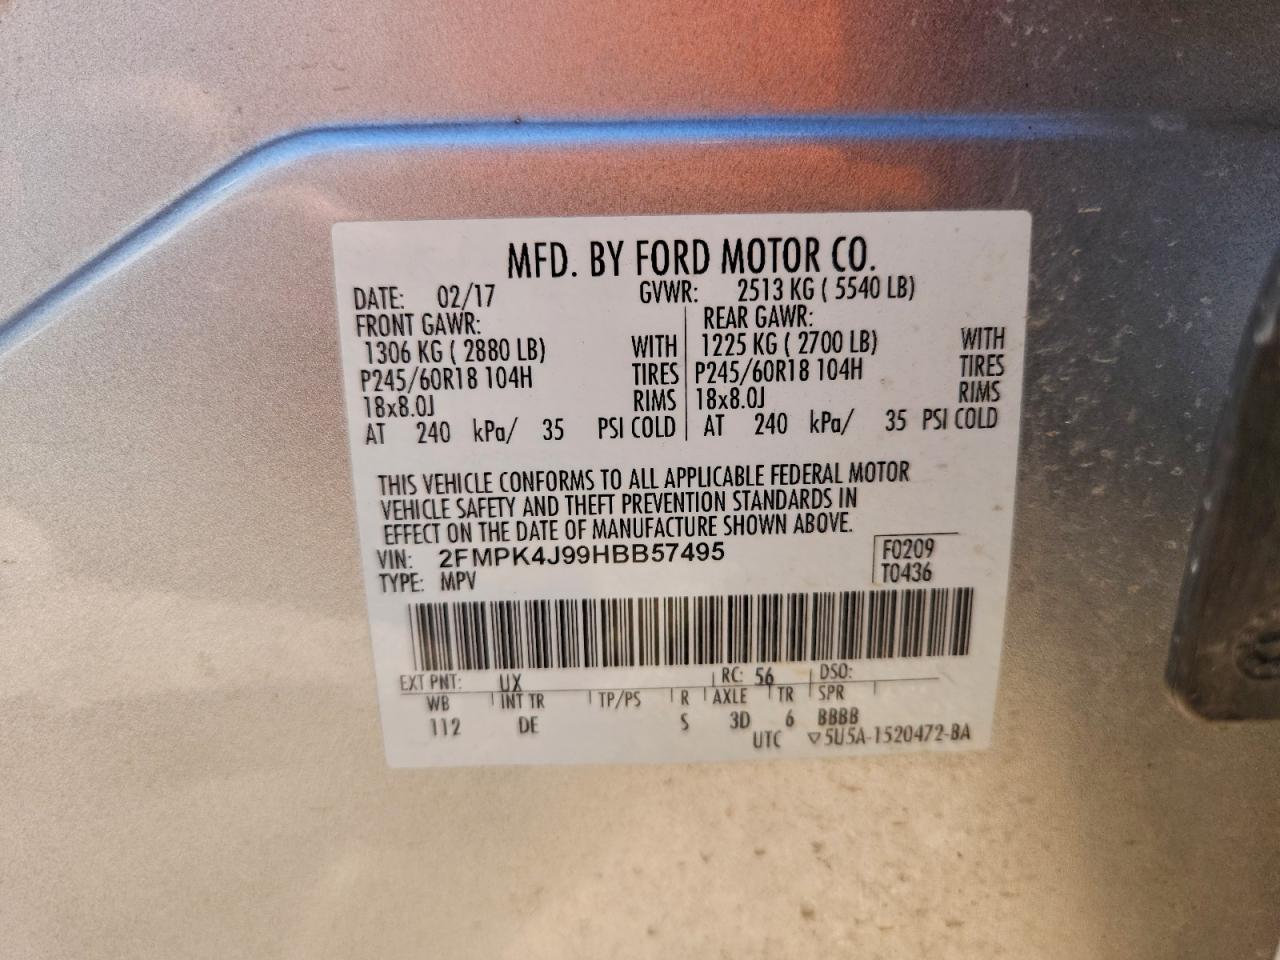 MFD. BY FORD MOTOR CO.
DATE: 02/17 GVWR: 2513 KG ( 5540 LB)
FRONT GAWR: REAR GAWR:
1306 KG ( 2880 LB) WITH 1225 KG ( 2700 LB) WITH
P245/60R18 104H TIRES P245/60R18 104H TIRES
18x8.0J RIMS 18x8.0J RIMS
AT 240 kPa/ 35 PSI COLD AT 240 kPa/ 35 PSI COLD
THIS VEHICLE CONFORMS TO ALL APPLICABLE FEDERAL MOTOR
VEHICLE SAFETY AND THEFT PREVENTION STANDARDS IN
EFFECT ON THE DATE OF MANUFACTURE SHOWN ABOVE.
VIN: 2FMPK4J99HBB57495 F0209
TYPE: MPV T0436
EXT PNT: UX RC: 56 DSO:
WB INT TR TP/PS R AXLE TR SPR
112 DE S 3D 6 BBBB
UTC ▽5U5A-1520472-BA